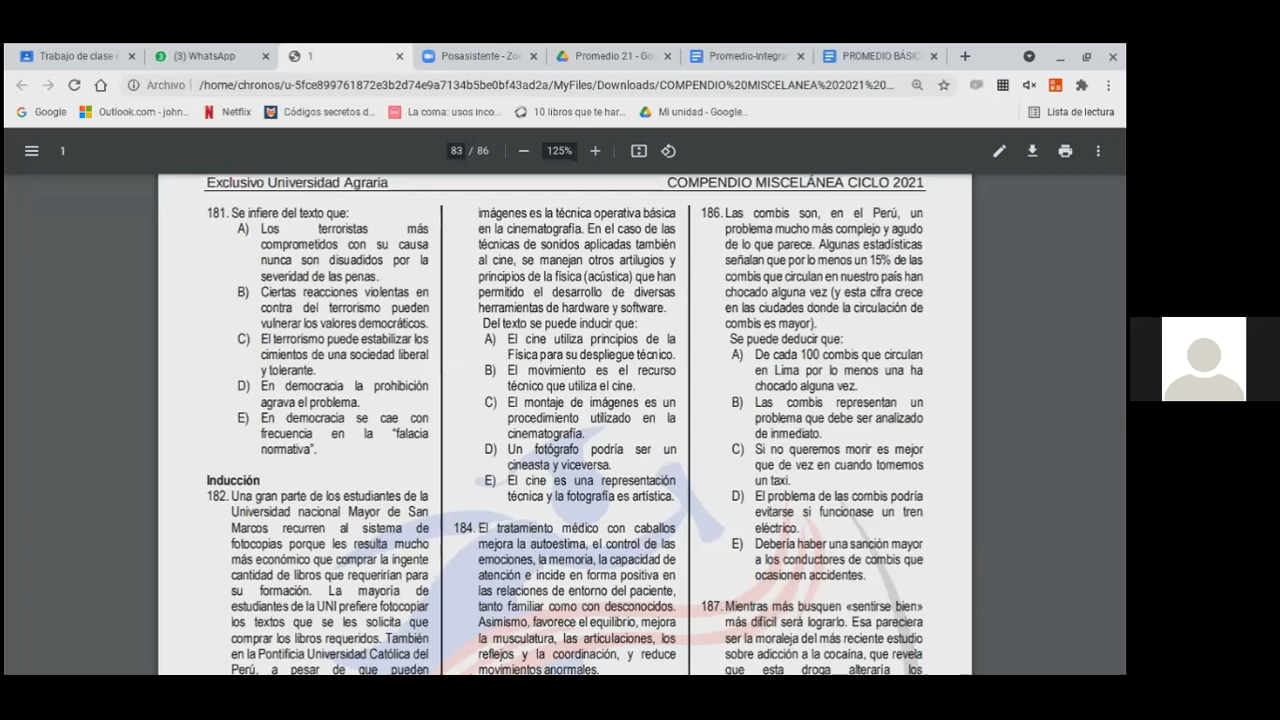 Trabajo de clase
(3) WhatsApp
1
Posasistente - Zo
Promedio 21 - Go
Promedio-Integra
PROMEDIO BÁSIC
Archivo
/home/chronos/u-5fce899761872e3b2d74e9a7134b5be0bf43ad2a/MyFiles/Downloads/COMPENDIO%20MISCELANEA%202021%20...
Google
Outlook.com - john...
Netflix
Códigos secretos d...
La coma: usos inco...
10 libros que te har...
Mi unidad - Google...
Lista de lectura
1
83 / 86
125%
Exclusivo Universidad Agraria
COMPENDIO MISCELÁNEA CICLO 2021
181. Se infiere del texto que:
A) Los terroristas más
comprometidos con su causa
nunca son disuadidos por la
severidad de las penas.
B) Ciertas reacciones violentas en
contra del terrorismo pueden
vulnerar los valores democráticos.
C) El terrorismo puede estabilizar los
cimientos de una sociedad liberal
y tolerante.
D) En democracia la prohibición
agrava el problema.
E) En democracia se cae con
frecuencia en la "falacia
normativa".
Inducción
182. Una gran parte de los estudiantes de la
Universidad nacional Mayor de San
Marcos recurren al sistema de
fotocopias porque les resulta mucho
más económico que comprar la ingente
cantidad de libros que requerirían para
su formación. La mayoría de
estudiantes de la UNI prefiere fotocopiar
los textos que se les solicita que
comprar los libros requeridos. También
en la Pontificia Universidad Católica del
Perú, a pesar de que pueden
imágenes es la técnica operativa básica
en la cinematografía. En el caso de las
técnicas de sonidos aplicadas también
al cine, se manejan otros artilugios y
principios de la física (acústica) que han
permitido el desarrollo de diversas
herramientas de hardware y software.
Del texto se puede inducir que:
A) El cine utiliza principios de la
Física para su despliegue técnico.
B) El movimiento es el recurso
técnico que utiliza el cine.
C) El montaje de imágenes es un
procedimiento utilizado en la
cinematografía.
D) Un fotógrafo podría ser un
cineasta y viceversa.
E) El cine es una representación
técnica y la fotografía es artística.
184. El tratamiento médico con caballos
mejora la autoestima, el control de las
emociones, la memoria, la capacidad de
atención e incide en forma positiva en
las relaciones de entorno del paciente,
tanto familiar como con desconocidos.
Asimismo, favorece el equilibrio, mejora
la musculatura, las articulaciones, los
reflejos y la coordinación, y reduce
movimientos anormales.
186. Las combis son, en el Perú, un
problema mucho más complejo y agudo
de lo que parece. Algunas estadísticas
señalan que por lo menos un 15% de las
combis que circulan en nuestro país han
chocado alguna vez (y esta cifra crece
en las ciudades donde la circulación de
combis es mayor).
Se puede deducir que:
A) De cada 100 combis que circulan
en Lima por lo menos una ha
chocado alguna vez.
B) Las combis representan un
problema que debe ser analizado
de inmediato.
C) Si no queremos morir es mejor
que de vez en cuando tomemos
un taxi.
D) El problema de las combis podría
evitarse si funcionase un tren
eléctrico.
E) Debería haber una sanción mayor
a los conductores de combis que
ocasionen accidentes.
187. Mientras más busquen «sentirse bien»
más difícil será lograrlo. Esa pareciera
ser la moraleja del más reciente estudio
sobre adicción a la cocaína, que revela
que esta droga alteraría los